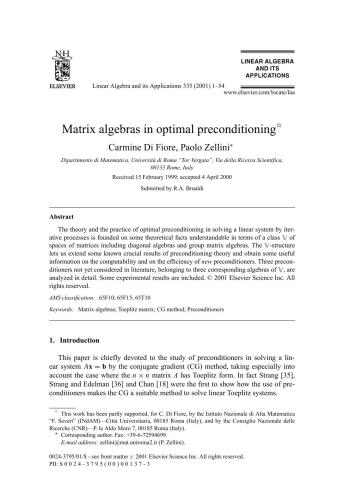 NH
ELSEVIER
LINEAR ALGEBRA
AND ITS
APPLICATIONS
Linear Algebra and its Applications 335 (2001) 1–54
www.elsevier.com/locate/laa
Matrix algebras in optimal preconditioning☆
Carmine Di Fiore, Paolo Zellini*
Dipartimento di Matematica, Università di Roma “Tor Vergata”, Via della Ricerca Scientifica,
00133 Rome, Italy
Received 15 February 1999; accepted 4 April 2000
Submitted by R.A. Brualdi
Abstract
The theory and the practice of optimal preconditioning in solving a linear system by iter-
ative processes is founded on some theoretical facts understandable in terms of a class 𝕍 of
spaces of matrices including diagonal algebras and group matrix algebras. The 𝕍-structure
lets us extend some known crucial results of preconditioning theory and obtain some useful
information on the computability and on the efficiency of new preconditioners. Three precon-
ditioners not yet considered in literature, belonging to three corresponding algebras of 𝕍, are
analyzed in detail. Some experimental results are included. © 2001 Elsevier Science Inc. All
rights reserved.
AMS classification: 65F10, 65F15, 65T10
Keywords: Matrix algebras; Toeplitz matrix; CG method; Preconditioners
1. Introduction
This paper is chiefly devoted to the study of preconditioners in solving a lin-
ear system Ax = b by the conjugate gradient (CG) method, taking especially into
account the case where the n × n matrix A has Toeplitz form. In fact Strang [35],
Strang and Edelman [36] and Chan [18] were the first to show how the use of pre-
conditioners makes the CG a suitable method to solve linear Toeplitz systems.
☆ This work has been partly supported, for C. Di Fiore, by the Istituto Nazionale di Alta Matematica
“F. Severi” (INdAM)—Città Universitaria, 00185 Roma (Italy), and by the Consiglio Nazionale delle
Ricerche (CNR)—P. le Aldo Moro 7, 00185 Roma (Italy).
* Corresponding author. Fax: +39-6-72594699.
E-mail address: zellini@mat.uniroma2.it (P. Zellini).
0024-3795/01/$ - see front matter © 2001 Elsevier Science Inc. All rights reserved.
PII: S 0 0 2 4 - 3 7 9 5 ( 0 0 ) 0 0 1 3 7 - 3